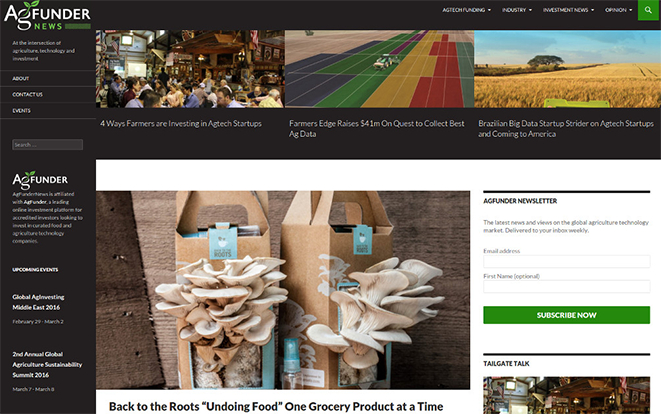 AgFUNDER
NEWS
At the intersection of
agriculture, technology and
investment
ABOUT
CONTACT US
EVENTS
Search ...
AgFUNDER
AgFunderNews is affiliated
with AgFunder, a leading
online investment platform for
accredited investors looking to
invest in curated food and
agriculture technology
companies.
UPCOMING EVENTS
Global AgInvesting
Middle East 2016
February 29 - March 2
2nd Annual Global
Agriculture Sustainability
Summit 2016
March 7 - March 8
AGTECH FUNDING
INDUSTRY
INVESTMENT NEWS
OPINION
4 Ways Farmers are Investing in Agtech Startups
Farmers Edge Raises $41m On Quest to Collect Best
Ag Data
Brazilian Big Data Startup Strider on Agtech Startups
and Coming to America
ROOTS
Back to the Roots “Undoing Food” One Grocery Product at a Time
AGFUNDER NEWSLETTER
The latest news and views on the global agriculture technology
market. Delivered to your inbox weekly.
Email address
First Name (optional)
SUBSCRIBE NOW
TAILGATE TALK